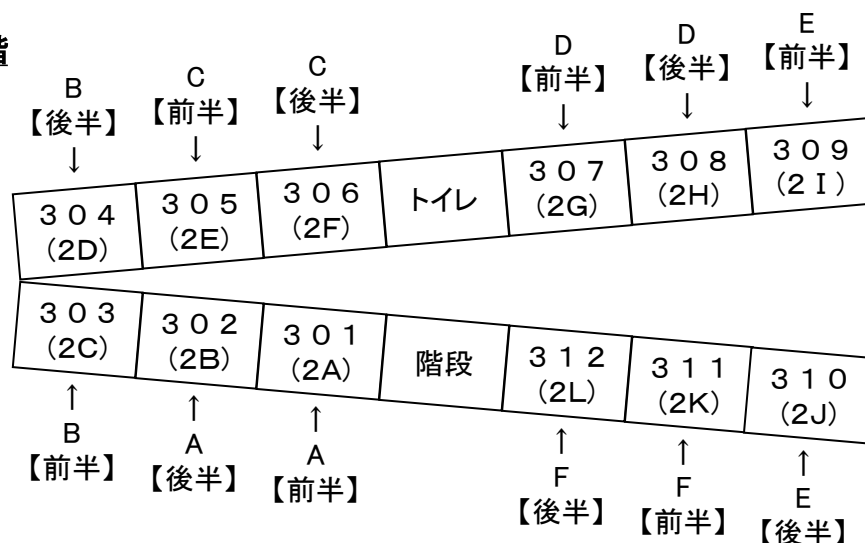 階
B
【後半】
↓
C
【前半】
↓
C
【後半】
↓
D
【前半】
↓
D
【後半】
↓
E
【前半】
↓
304
(2D)
305
(2E)
306
(2F)
トイレ
307
(2G)
308
(2H)
309
(2I)
303
(2C)
302
(2B)
301
(2A)
階段
312
(2L)
311
(2K)
310
(2J)
↑
B
【前半】
↑
A
【後半】
↑
A
【前半】
↑
F
【後半】
↑
F
【前半】
↑
E
【後半】